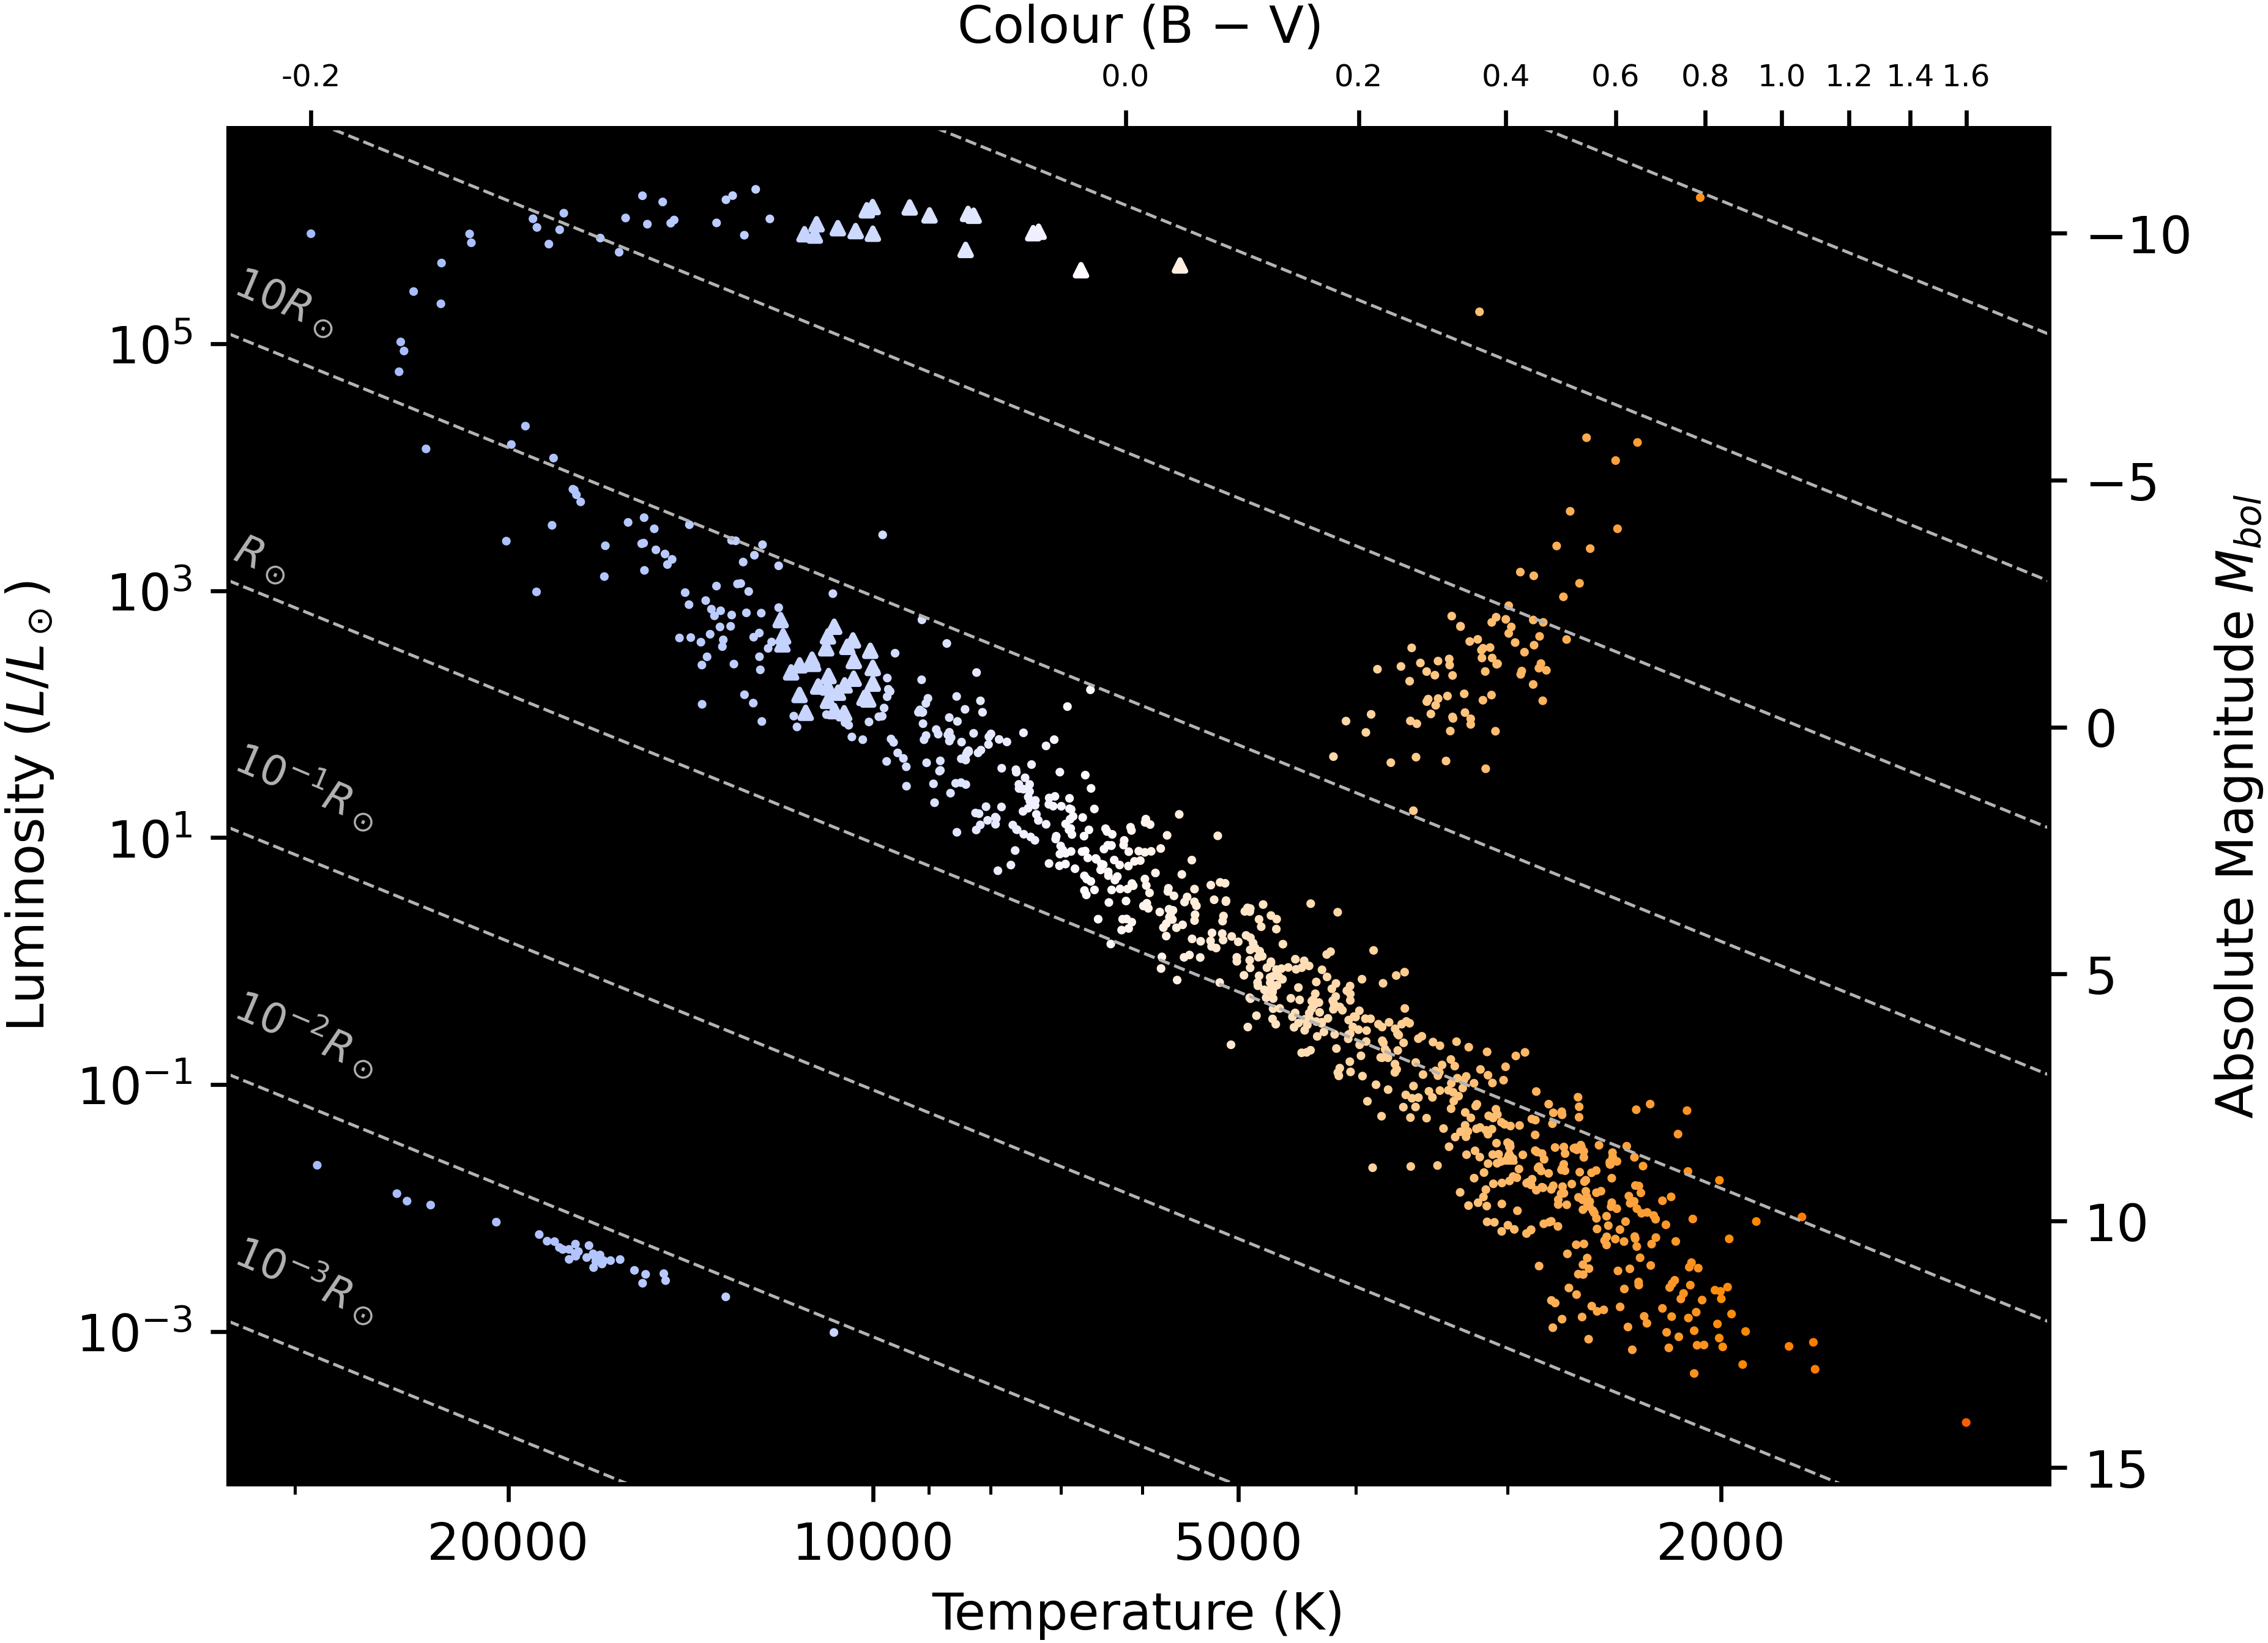 Colour (B − V)
-0.2 0.0 0.2 0.4 0.6 0.8 1.0 1.2 1.4 1.6
Luminosity (L/L☉)
10⁵
10³
10¹
10⁻¹
10⁻³
10R☉
R☉
10⁻¹R☉
10⁻²R☉
10⁻³R☉
−10
−5
0
5
10
15
Absolute Magnitude M_bol
20000 10000 5000 2000
Temperature (K)